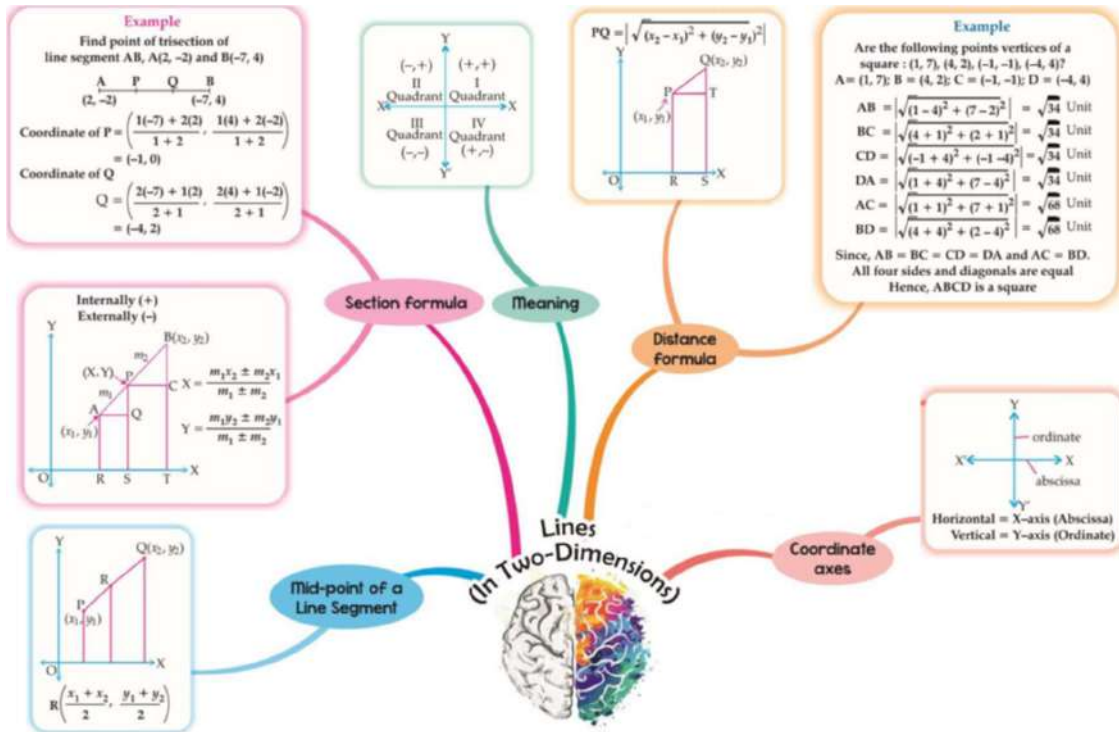 Example
Find point of trisection of
line segment AB, A(2, –2) and B(–7, 4)
A P Q B
(2, –2) (–7, 4)
Coordinate of P = (1(–7) + 2(2) / 1 + 2 , 1(4) + 2(–2) / 1 + 2)
= (–1, 0)
Coordinate of Q
Q = (2(–7) + 1(2) / 2 + 1 , 2(4) + 1(–2) / 2 + 1)
= (–4, 2)
Y
(–,+) (+,+)
II I
Quadrant Quadrant
X' X
III IV
Quadrant Quadrant
(–,–) (+,–)
Y'
PQ = |√(x₂ – x₁)² + (y₂ – y₁)²|
Y
Q(x₂, y₂)
P T
(x₁, y₁)
O R S X
Example
Are the following points vertices of a
square : (1, 7), (4, 2), (–1, –1), (–4, 4)?
A= (1, 7); B = (4, 2); C = (–1, –1); D = (–4, 4)
AB = |√(1 – 4)² + (7 – 2)²| = √34 Unit
BC = |√(4 + 1)² + (2 + 1)²| = √34 Unit
CD = |√(–1 + 4)² + (–1 –4)²| = √34 Unit
DA = |√(1 + 4)² + (7 – 4)²| = √34 Unit
AC = |√(1 + 1)² + (7 + 1)²| = √68 Unit
BD = |√(4 + 4)² + (2 – 4)²| = √68 Unit
Since, AB = BC = CD = DA and AC = BD.
All four sides and diagonals are equal
Hence, ABCD is a square
Section formula
Meaning
Distance
formula
Internally (+)
Externally (–)
Y
B(x₂, y₂)
m₂
(X, Y) P C
m₁
A Q
(x₁, y₁)
O R S T X
X = m₁x₂ ± m₂x₁ / m₁ ± m₂
Y = m₁y₂ ± m₂y₁ / m₁ ± m₂
Y
ordinate
X' X
abscissa
Y'
Horizontal = X–axis (Abscissa)
Vertical = Y–axis (Ordinate)
Coordinate
axes
Lines
(In Two-Dimensions)
Mid-point of a
Line Segment
Y
Q(x₂, y₂)
R
P
(x₁, y₁)
O X
R(x₁ + x₂ / 2 , y₁ + y₂ / 2)